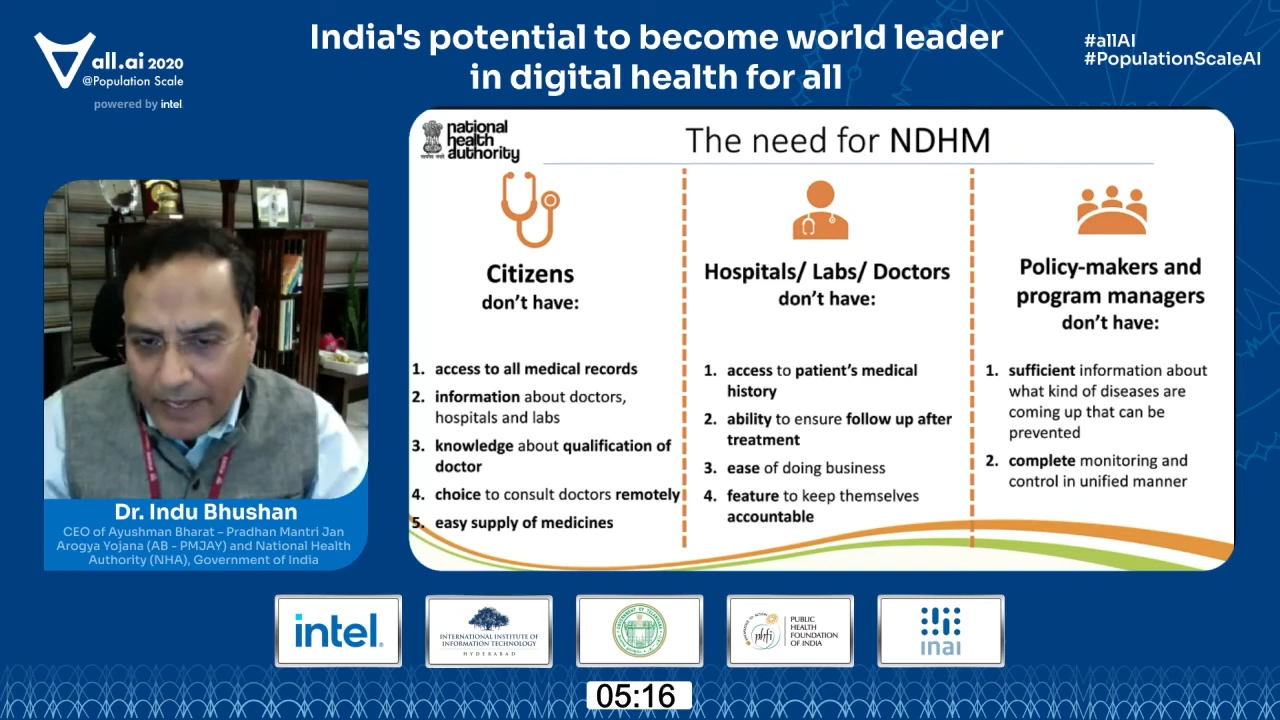 all.ai 2020
@Population Scale
powered by intel
India's potential to become world leader
in digital health for all
#allAI
#PopulationScaleAI
national
health
authority
The need for NDHM
Citizens
don't have:
1. access to all medical records
2. information about doctors,
hospitals and labs
3. knowledge about qualification of
doctor
4. choice to consult doctors remotely
5. easy supply of medicines
Hospitals/ Labs/ Doctors
don't have:
1. access to patient's medical
history
2. ability to ensure follow up after
treatment
3. ease of doing business
4. feature to keep themselves
accountable
Policy-makers and
program managers
don't have:
1. sufficient information about
what kind of diseases are
coming up that can be
prevented
2. complete monitoring and
control in unified manner
Dr. Indu Bhushan
CEO of Ayushman Bharat – Pradhan Mantri Jan
Arogya Yojana (AB - PMJAY) and National Health
Authority (NHA), Government of India
intel.
INTERNATIONAL INSTITUTE OF
INFORMATION TECHNOLOGY
HYDERABAD
phfi
PUBLIC
HEALTH
FOUNDATION
OF INDIA
inai
05:16